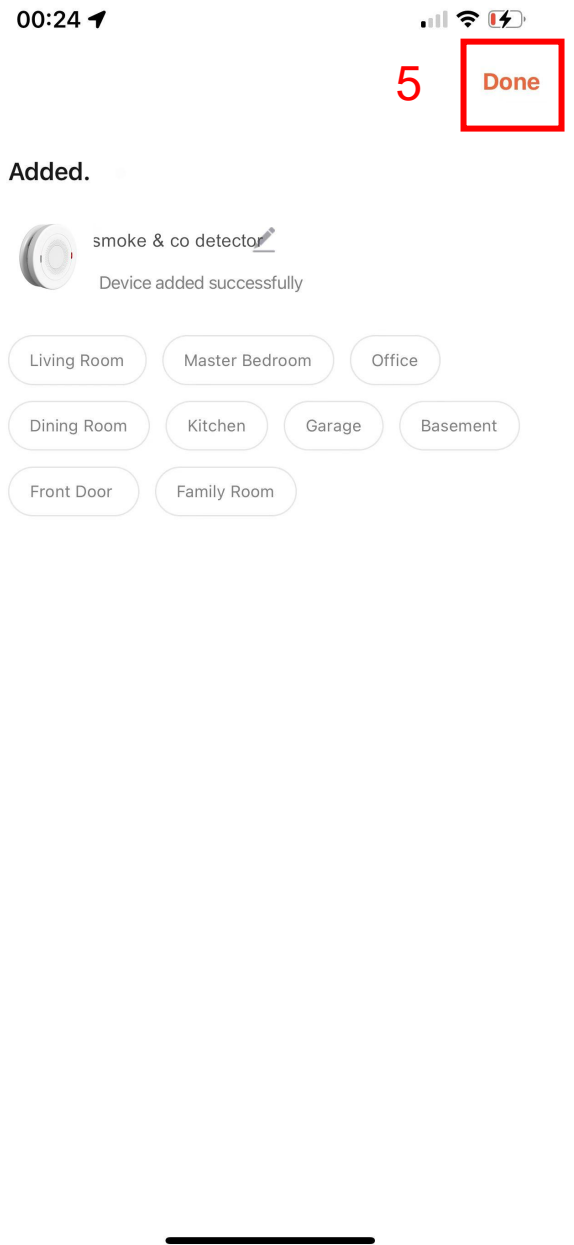 00:24
5 Done
Added.
smoke & co detector
Device added successfully
Living Room Master Bedroom Office
Dining Room Kitchen Garage Basement
Front Door Family Room